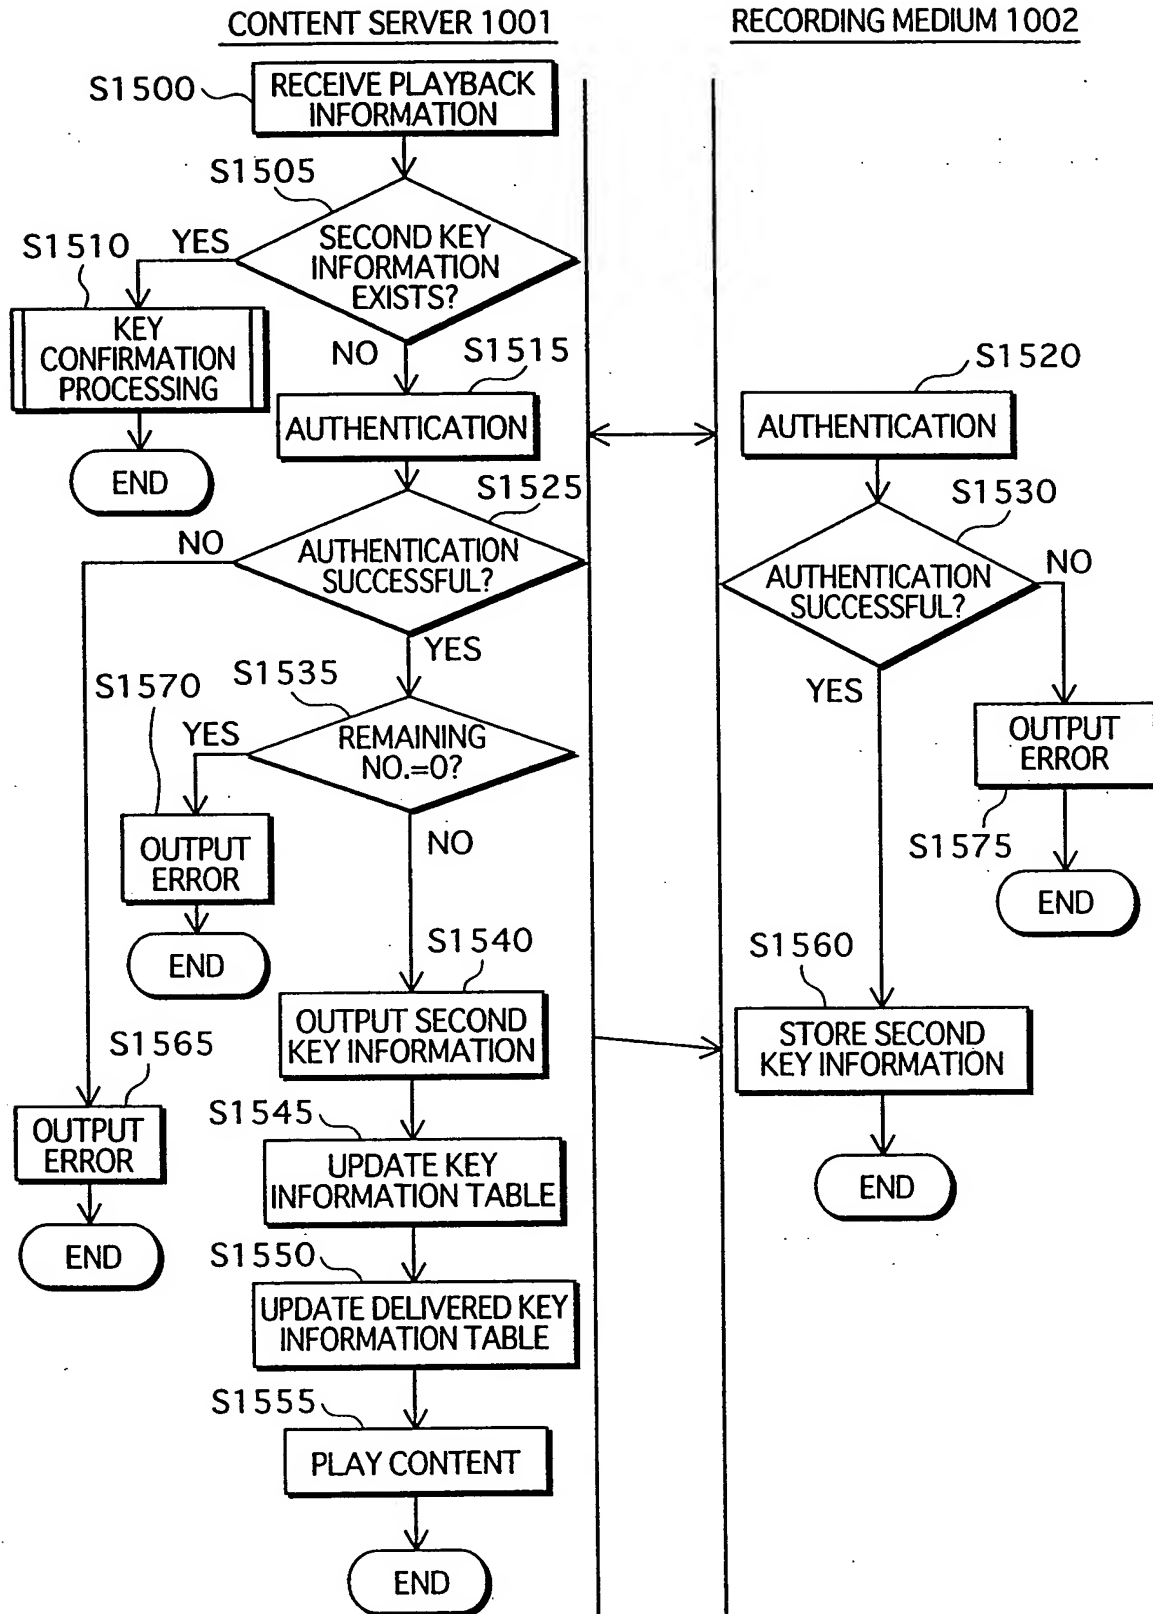 CONTENT SERVER 1001
RECORDING MEDIUM 1002
S1500
RECEIVE PLAYBACK
INFORMATION
S1505
SECOND KEY
INFORMATION
EXISTS?
YES
S1510
KEY
CONFIRMATION
PROCESSING
END
NO
S1515
AUTHENTICATION
S1520
AUTHENTICATION
S1525
AUTHENTICATION
SUCCESSFUL?
NO
YES
S1530
AUTHENTICATION
SUCCESSFUL?
NO
YES
S1535
REMAINING
NO.=0?
YES
S1570
OUTPUT
ERROR
END
NO
OUTPUT
ERROR
S1575
END
S1540
OUTPUT SECOND
KEY INFORMATION
S1560
STORE SECOND
KEY INFORMATION
END
S1565
OUTPUT
ERROR
END
S1545
UPDATE KEY
INFORMATION TABLE
S1550
UPDATE DELIVERED KEY
INFORMATION TABLE
S1555
PLAY CONTENT
END